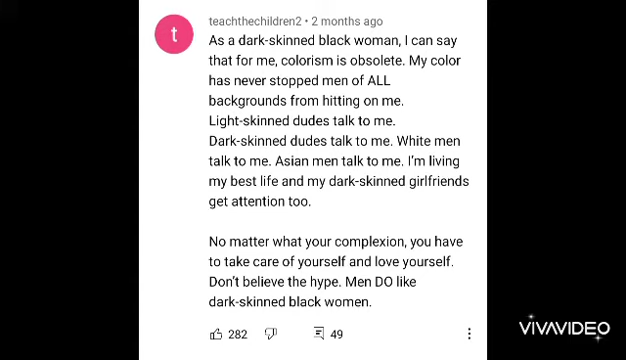 t
teachthechildren2 • 2 months ago
As a dark-skinned black woman, I can say
that for me, colorism is obsolete. My color
has never stopped men of ALL
backgrounds from hitting on me.
Light-skinned dudes talk to me.
Dark-skinned dudes talk to me. White men
talk to me. Asian men talk to me. I'm living
my best life and my dark-skinned girlfriends
get attention too.
No matter what your complexion, you have
to take care of yourself and love yourself.
Don't believe the hype. Men DO like
dark-skinned black women.
282 49
VIVAVIDEO